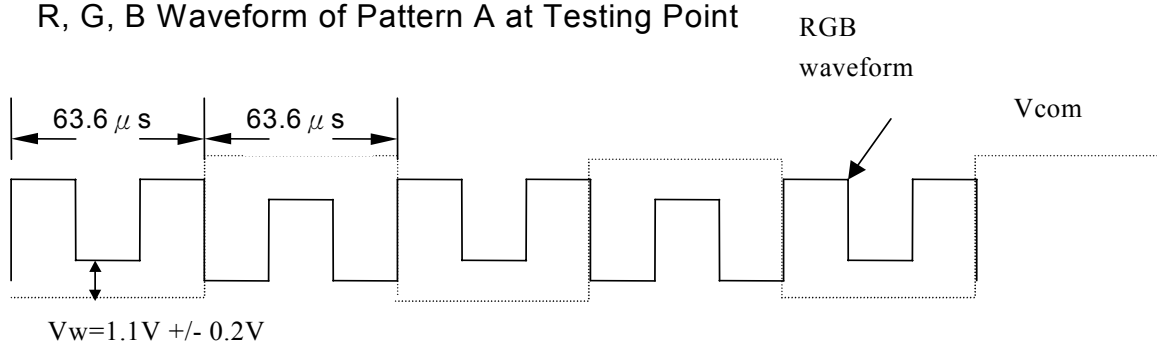 R, G, B Waveform of Pattern A at Testing Point
RGB
waveform
Vcom
63.6 μ s
63.6 μ s
Vw=1.1V +/- 0.2V